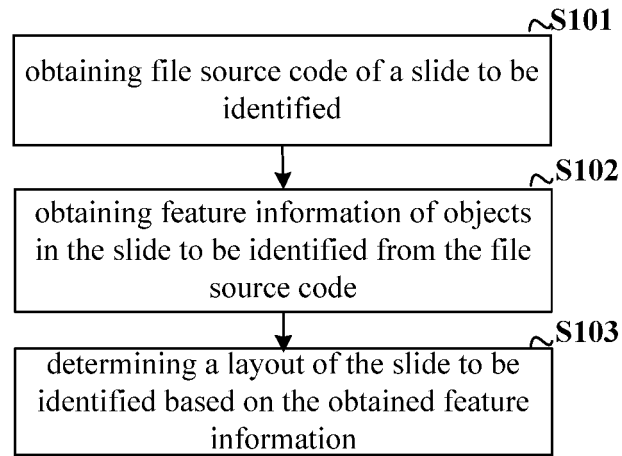 S101
obtaining file source code of a slide to be
identified
S102
obtaining feature information of objects
in the slide to be identified from the file
source code
S103
determining a layout of the slide to be
identified based on the obtained feature
information